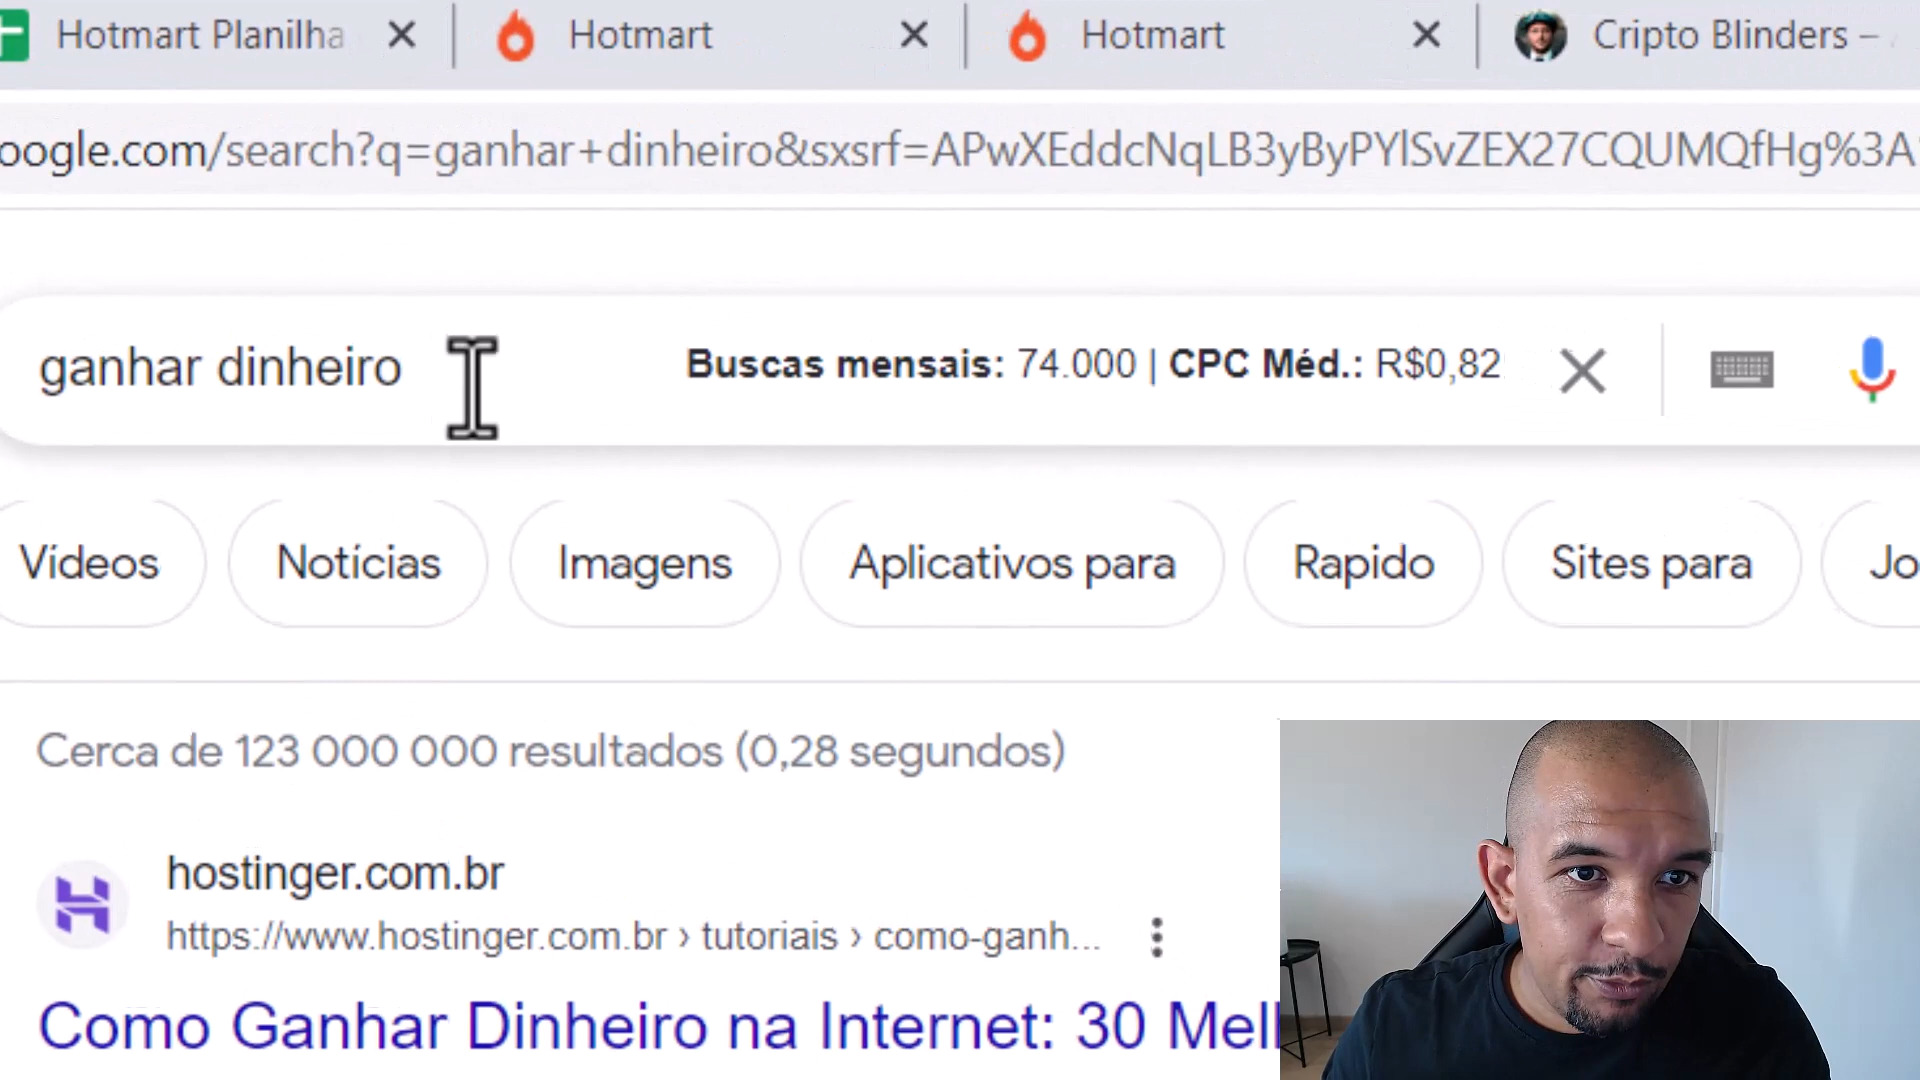 Hotmart Planilha
Hotmart
Hotmart
Cripto Blinders –
oogle.com/search?q=ganhar+dinheiro&sxsrf=APwXEddcNqLB3yByPYlSvZEX27CQUMQfHg%3A
ganhar dinheiro
Buscas mensais: 74.000 | CPC Méd.: R$0,82
Vídeos
Notícias
Imagens
Aplicativos para
Rapido
Sites para
Jo
Cerca de 123 000 000 resultados (0,28 segundos)
hostinger.com.br
https://www.hostinger.com.br › tutoriais › como-ganh...
Como Ganhar Dinheiro na Internet: 30 Mell